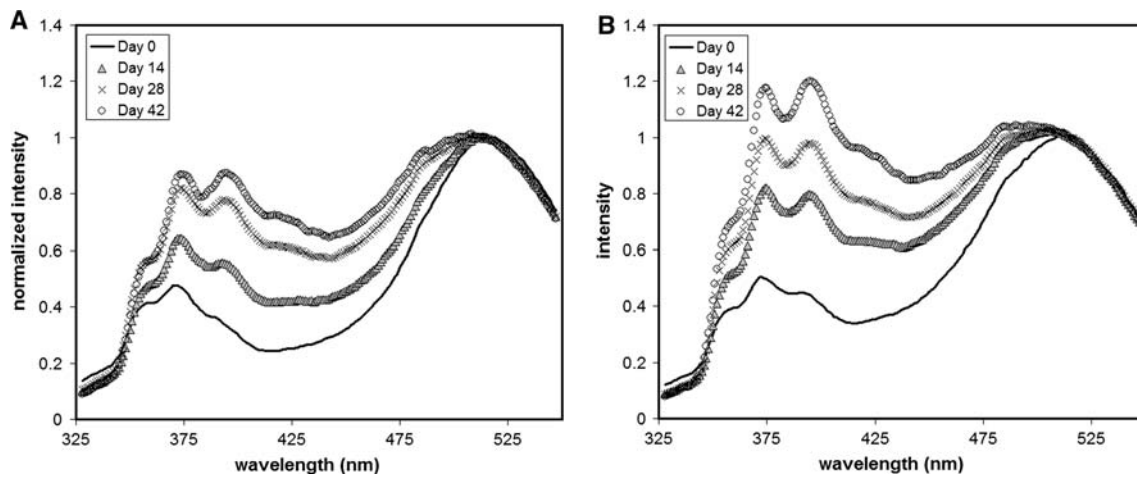 A
normalized intensity
1.4
1.2
1
0.8
0.6
0.4
0.2
0
Day 0
Day 14
Day 28
Day 42
325
375
425
475
525
wavelength (nm)
B
intensity
1.4
1.2
1
0.8
0.6
0.4
0.2
0
Day 0
Day 14
Day 28
Day 42
325
375
425
475
525
wavelength (nm)